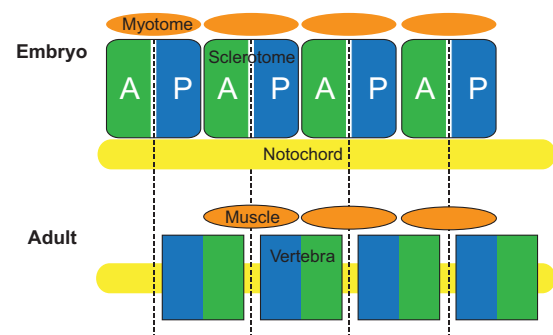 Myotome
Embryo
Sclerotome
A P A P A P A P
Notochord
Muscle
Adult
Vertebra